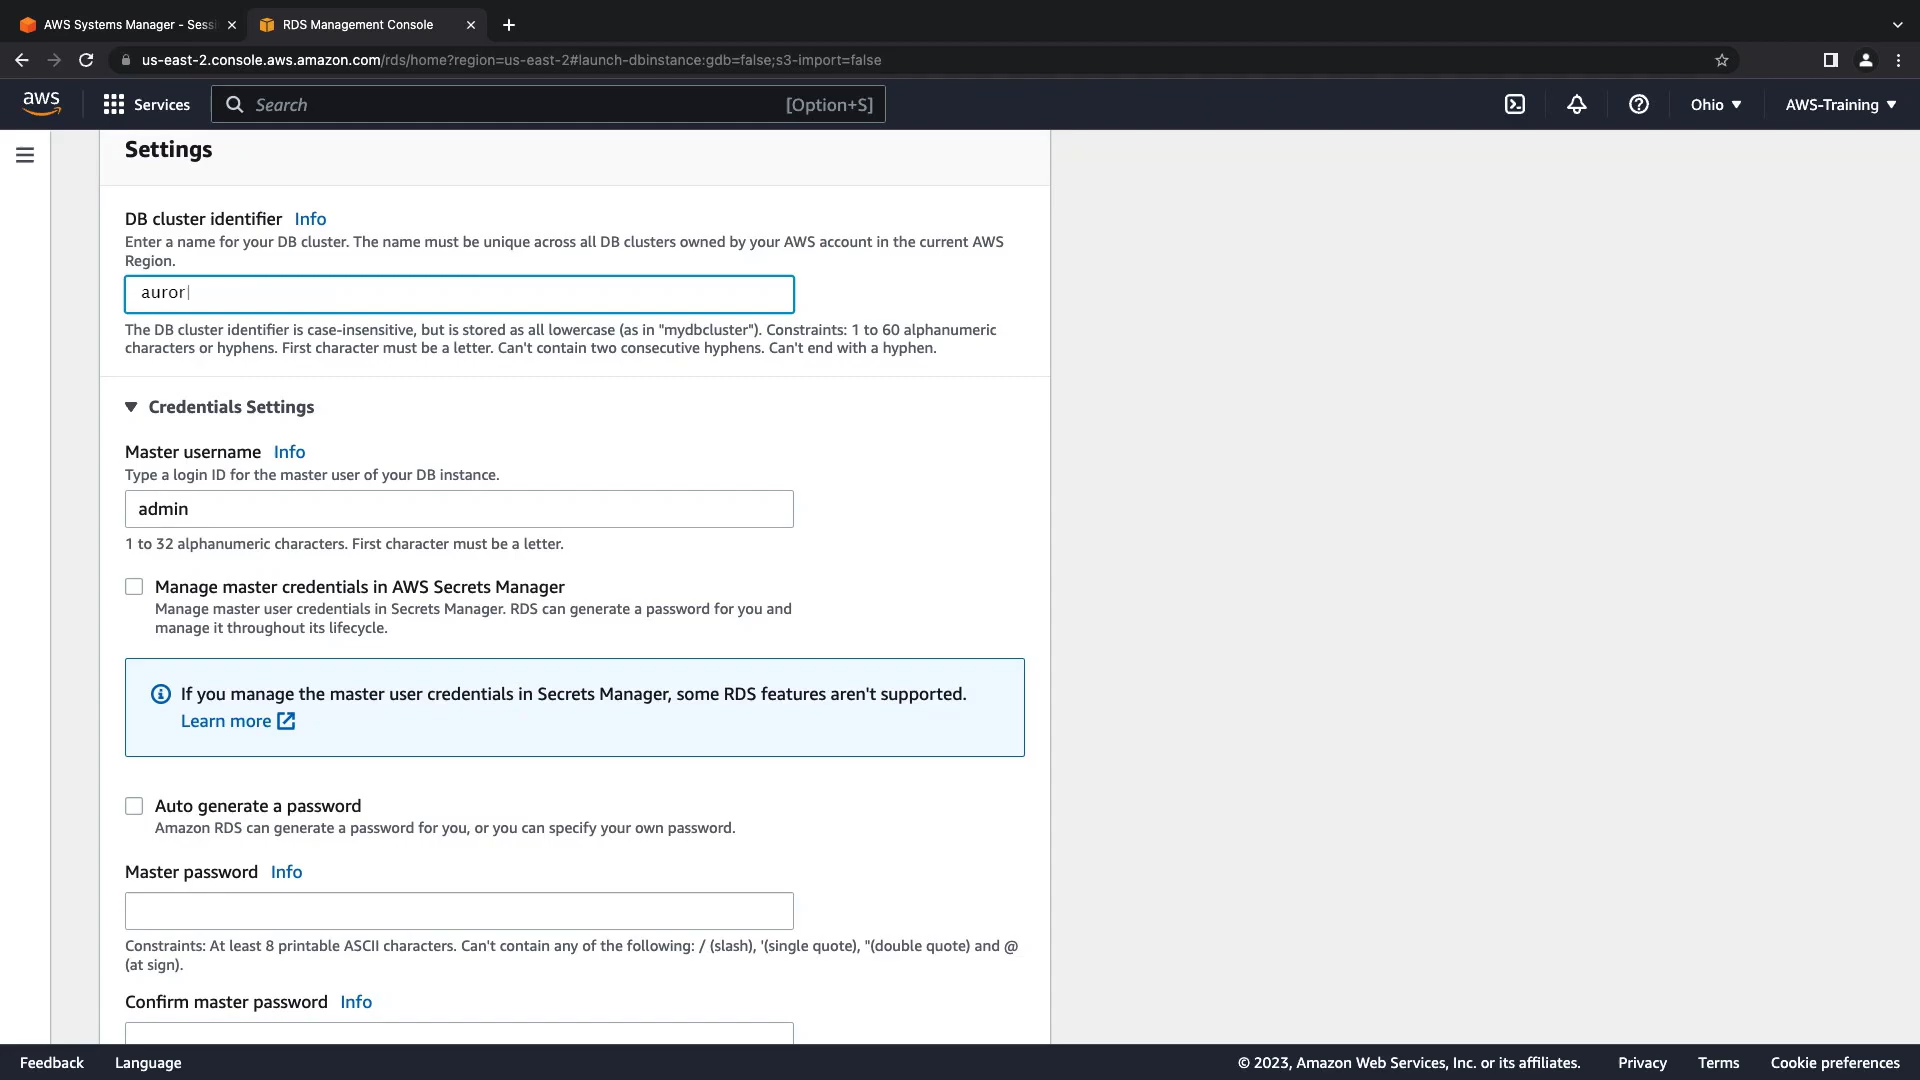 AWS Systems Manager - Sess
RDS Management Console
us-east-2.console.aws.amazon.com/rds/home?region=us-east-2#launch-dbinstance:gdb=false;s3-import=false
aws
Services
Search
[Option+S]
Ohio
AWS-Training
Settings
DB cluster identifier Info
Enter a name for your DB cluster. The name must be unique across all DB clusters owned by your AWS account in the current AWS
Region.
auror
The DB cluster identifier is case-insensitive, but is stored as all lowercase (as in "mydbcluster"). Constraints: 1 to 60 alphanumeric
characters or hyphens. First character must be a letter. Can't contain two consecutive hyphens. Can't end with a hyphen.
Credentials Settings
Master username Info
Type a login ID for the master user of your DB instance.
admin
1 to 32 alphanumeric characters. First character must be a letter.
Manage master credentials in AWS Secrets Manager
Manage master user credentials in Secrets Manager. RDS can generate a password for you and
manage it throughout its lifecycle.
If you manage the master user credentials in Secrets Manager, some RDS features aren't supported.
Learn more
Auto generate a password
Amazon RDS can generate a password for you, or you can specify your own password.
Master password Info
Constraints: At least 8 printable ASCII characters. Can't contain any of the following: / (slash), '(single quote), "(double quote) and @
(at sign).
Confirm master password Info
Feedback
Language
© 2023, Amazon Web Services, Inc. or its affiliates.
Privacy
Terms
Cookie preferences